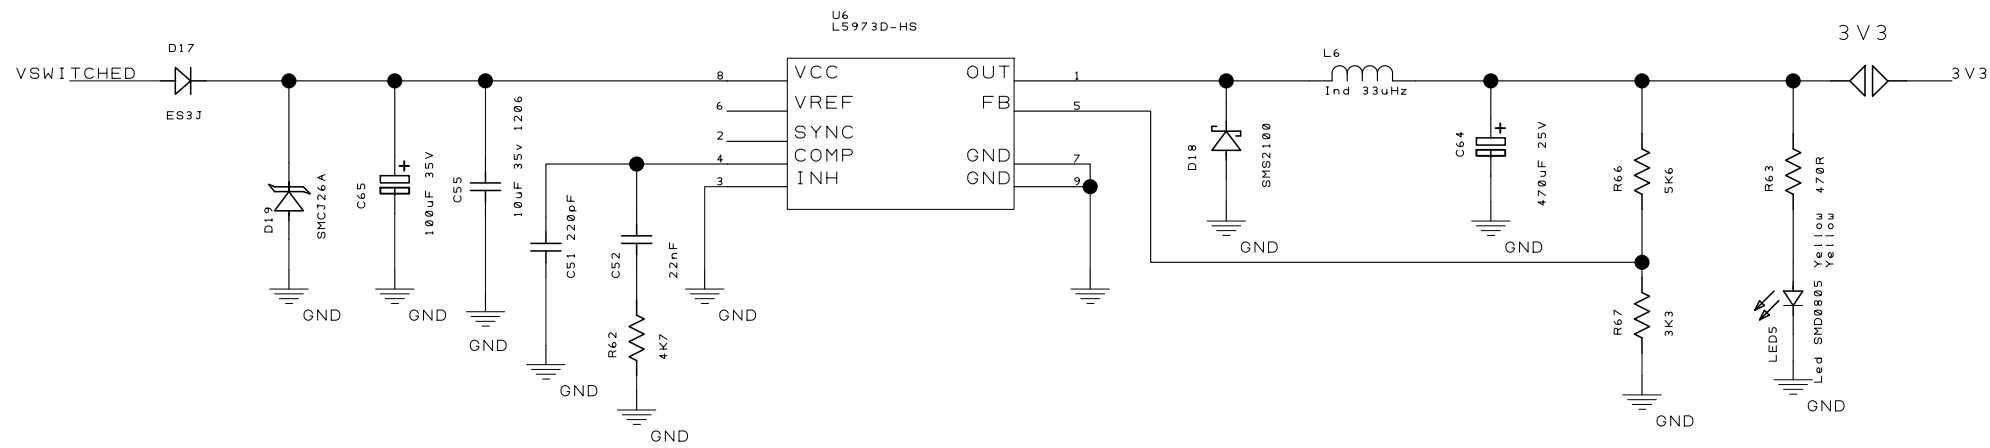 U6
L5973D-HS
3V3
D17
VSWITCHED
ES3J
8
VCC
OUT
1
L6
Ind 33uHz
3V3
6
VREF
FB
5
2
SYNC
4
COMP
GND
7
3
INH
GND
9
D19
SMCJ26A
GND
C65
100uF 35V
GND
C55
10uF 35v 1206
GND
C51 220pF
GND
C52
22nF
R62
4K7
GND
GND
D18
SMS2100
GND
C64
470uF 25V
GND
R66
5K6
R67
3K3
GND
R63
470R
LED5
Led SMD0805 Yellow
Yellow
GND